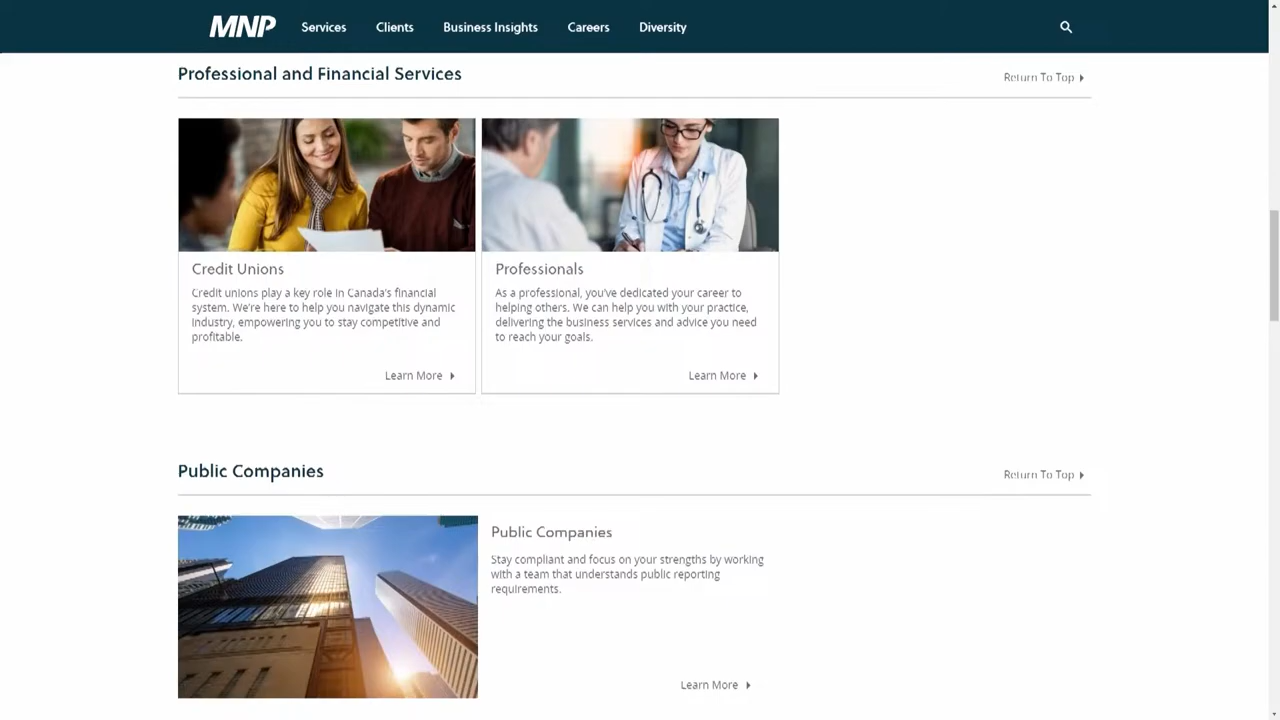 MNP Services Clients Business Insights Careers Diversity
Professional and Financial Services
Return To Top
Credit Unions
Credit unions play a key role in Canada's financial
system. We're here to help you navigate this dynamic
industry, empowering you to stay competitive and
profitable.
Learn More
Professionals
As a professional, you've dedicated your career to
helping others. We can help you with your practice,
delivering the business services and advice you need
to reach your goals.
Learn More
Public Companies
Return To Top
Public Companies
Stay compliant and focus on your strengths by working
with a team that understands public reporting
requirements.
Learn More